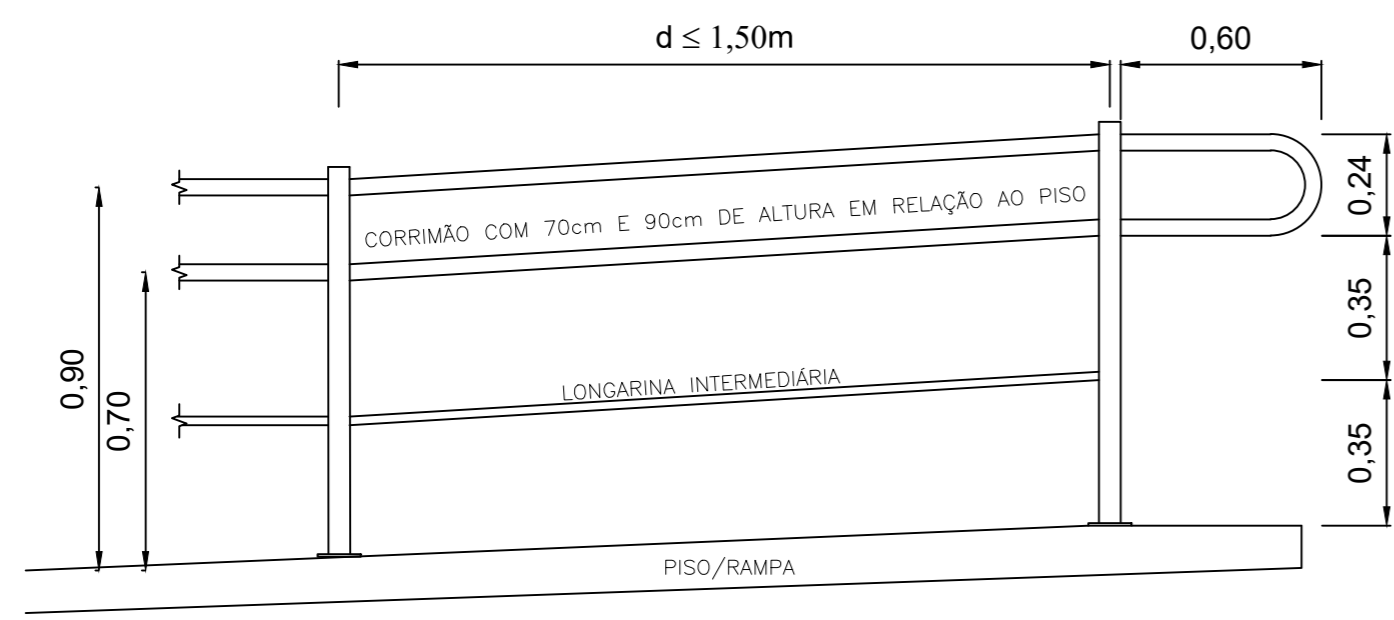 d ≤ 1,50m
0,60
CORRIMÃO COM 70cm E 90cm DE ALTURA EM RELAÇÃO AO PISO
0,24
0,90
0,70
LONGARINA INTERMEDIÁRIA
0,35
0,35
PISO/RAMPA